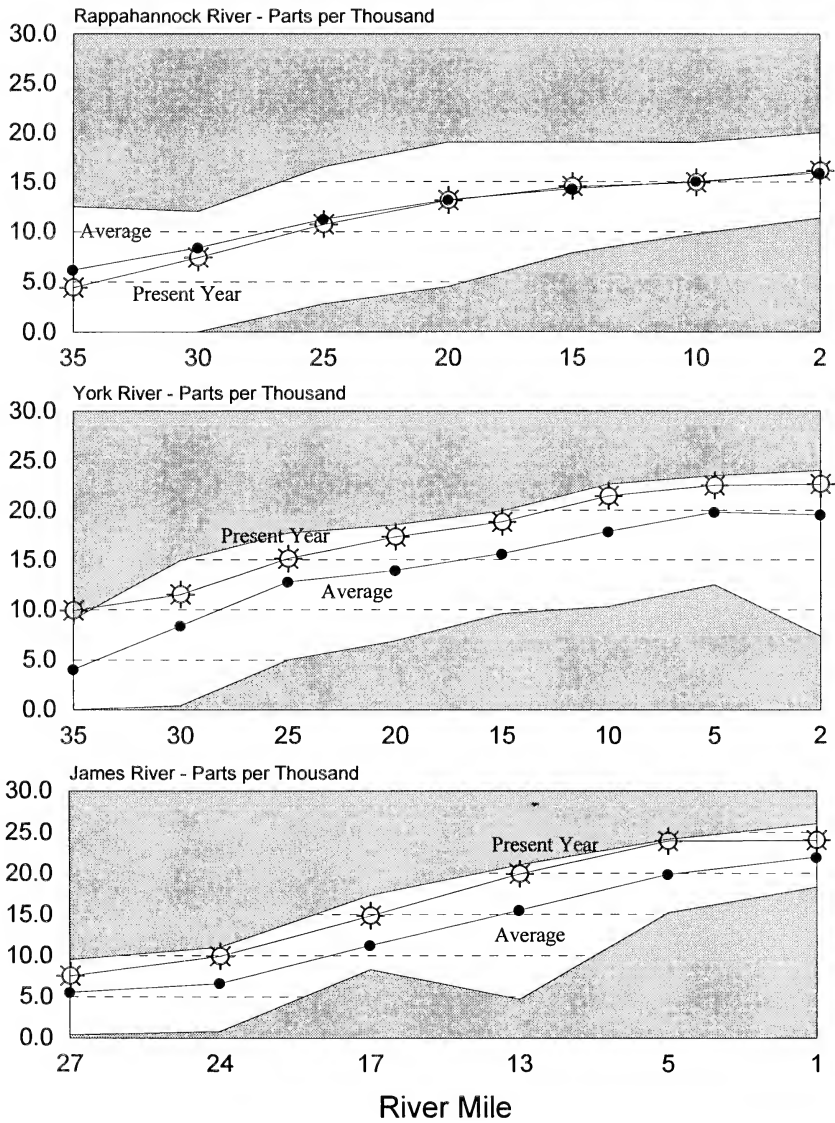 Rappahannock River - Parts per Thousand
30.0
25.0
20.0
15.0
10.0
5.0
0.0
Average
Present Year
35 30 25 20 15 10 2
York River - Parts per Thousand
30.0
25.0
20.0
15.0
10.0
5.0
0.0
Present Year
Average
35 30 25 20 15 10 5 2
James River - Parts per Thousand
30.0
25.0
20.0
15.0
10.0
5.0
0.0
Present Year
Average
27 24 17 13 5 1
River Mile